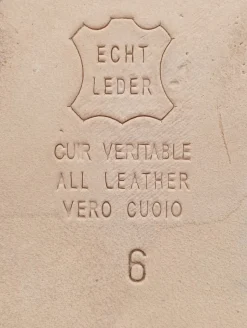 ECHT
LEDER
CUIR VERITABLE
ALL LEATHER
VERO CUOIO
6